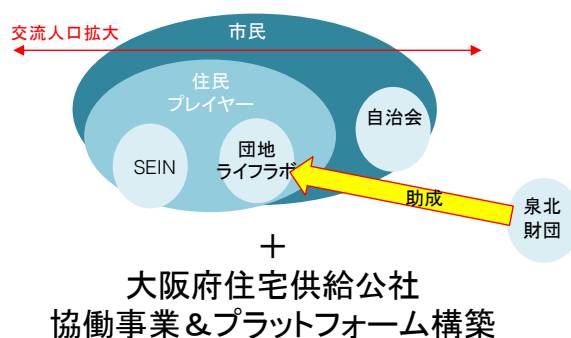 交流人口拡大
市民
住民
プレイヤー
自治会
SEIN
団地
ライフラボ
助成
泉北
財団
＋
大阪府住宅供給公社
協働事業＆プラットフォーム構築